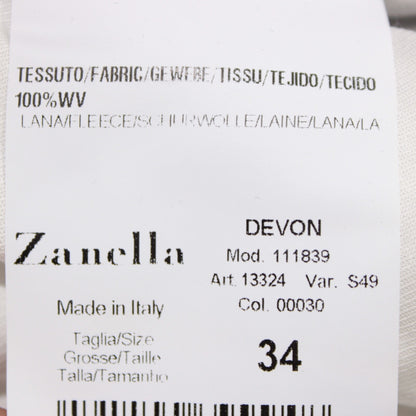 TESSUTO/FABRIC/GEWEBE/TISSU/TEJIDO/TECIDO
100%WV
LANA/FLEECE/SCHURWOLLE/LAINE/LANA/LA
Zanella
DEVON
Mod. 111839
Art. 13324 Var. S49
Col. 00030
Made in Italy
Taglia/Size
Grosse/Taille
Talla/Tamanho
34